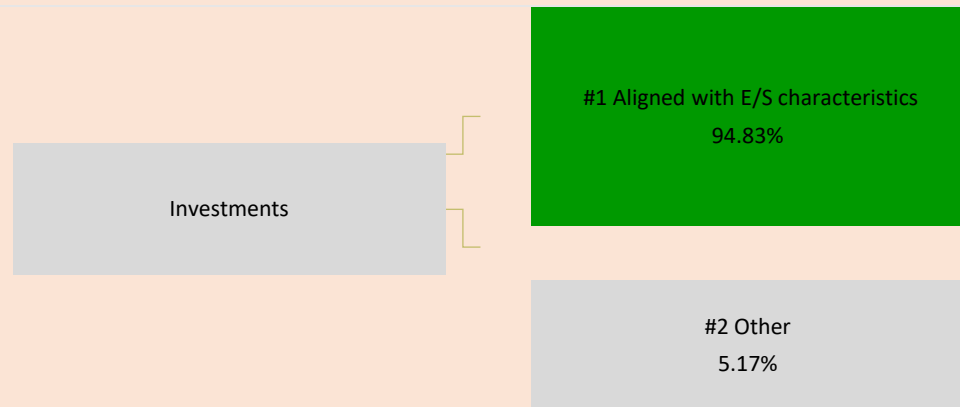 #1 Aligned with E/S characteristics
94.83%
Investments
#2 Other
5.17%